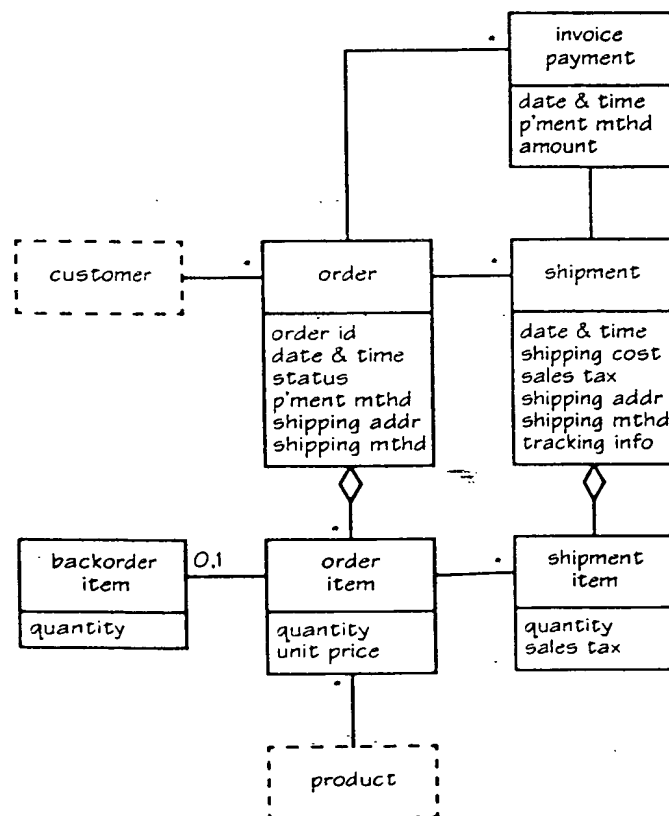 invoice
payment
date & time
p'ment mthd
amount
*
customer
*
order
*
shipment
order id
date & time
status
p'ment mthd
shipping addr
shipping mthd
date & time
shipping cost
sales tax
shipping addr
shipping mthd
tracking info
*
backorder
item
0,1
order
item
*
shipment
item
quantity
quantity
unit price
quantity
sales tax
*
product